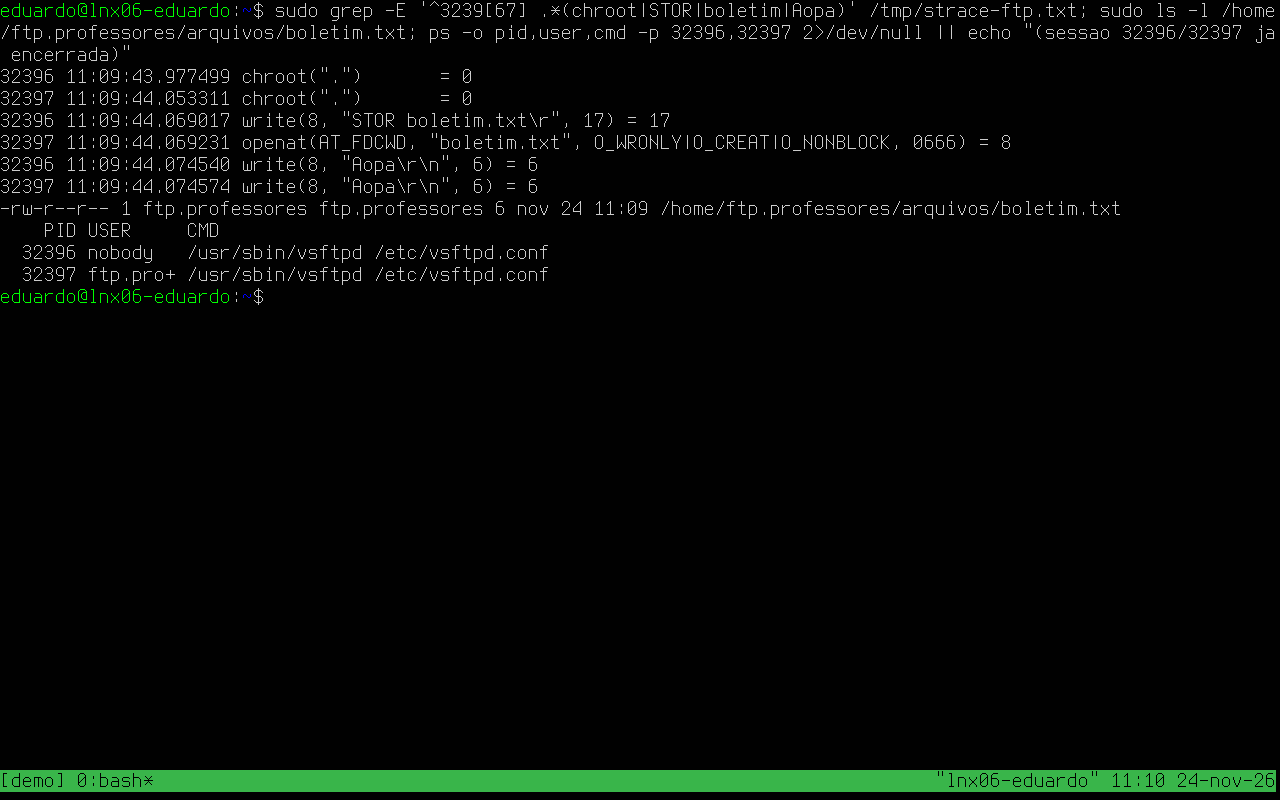 eduardo@lnx06-eduardo:~$ sudo grep -E '^3239[67] .*(chroot|STOR|boletim|Aopa)' /tmp/strace-ftp.txt; sudo ls -l /home
/ftp.professores/arquivos/boletim.txt; ps -o pid,user,cmd -p 32396,32397 2>/dev/null || echo "(sessao 32396/32397 ja
 encerrada)"
32396 11:09:43.977499 chroot(".")       = 0
32397 11:09:44.053311 chroot(".")       = 0
32396 11:09:44.069017 write(8, "STOR boletim.txt\r", 17) = 17
32397 11:09:44.069231 openat(AT_FDCWD, "boletim.txt", O_WRONLY|O_CREAT|O_NONBLOCK, 0666) = 8
32396 11:09:44.074540 write(8, "Aopa\r\n", 6) = 6
32397 11:09:44.074574 write(8, "Aopa\r\n", 6) = 6
-rw-r--r-- 1 ftp.professores ftp.professores 6 nov 24 11:09 /home/ftp.professores/arquivos/boletim.txt
    PID USER     CMD
  32396 nobody   /usr/sbin/vsftpd /etc/vsftpd.conf
  32397 ftp.pro+ /usr/sbin/vsftpd /etc/vsftpd.conf
eduardo@lnx06-eduardo:~$
[demo] 0:bash* "lnx06-eduardo" 11:10 24-nov-26